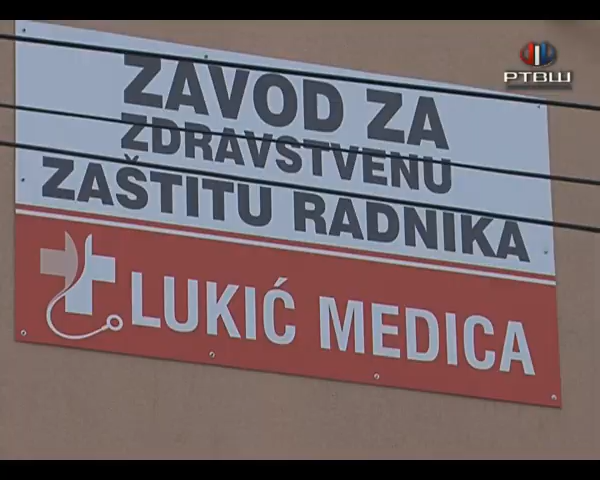 РТВШ
ZAVOD ZA
ZDRAVSTVENU
ZAŠTITU RADNIKA
LUKIĆ MEDICA